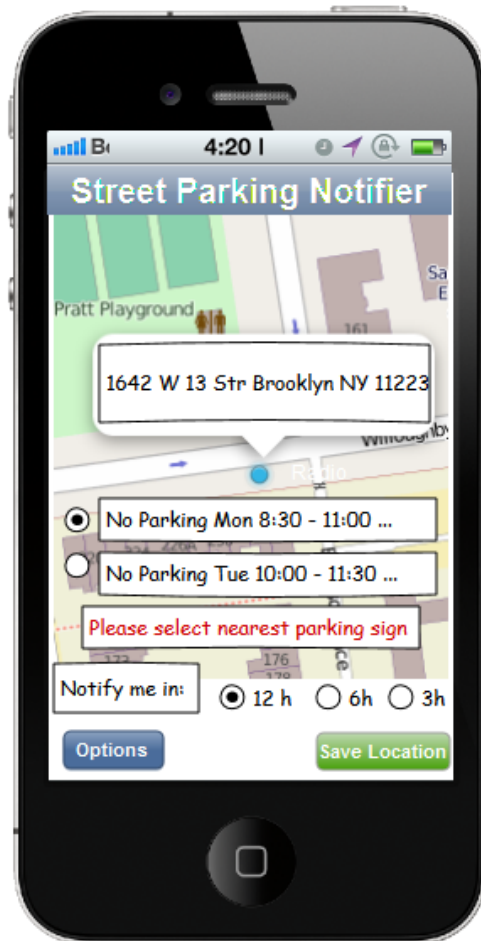 4:20
Street Parking Notifier
Pratt Playground
161
1642 W 13 Str Brooklyn NY 11223
Willoughby
Radio
No Parking Mon 8:30 - 11:00 ...
No Parking Tue 10:00 - 11:30 ...
Please select nearest parking sign
173
176
178
Notify me in:
12 h
6h
3h
Options
Save Location